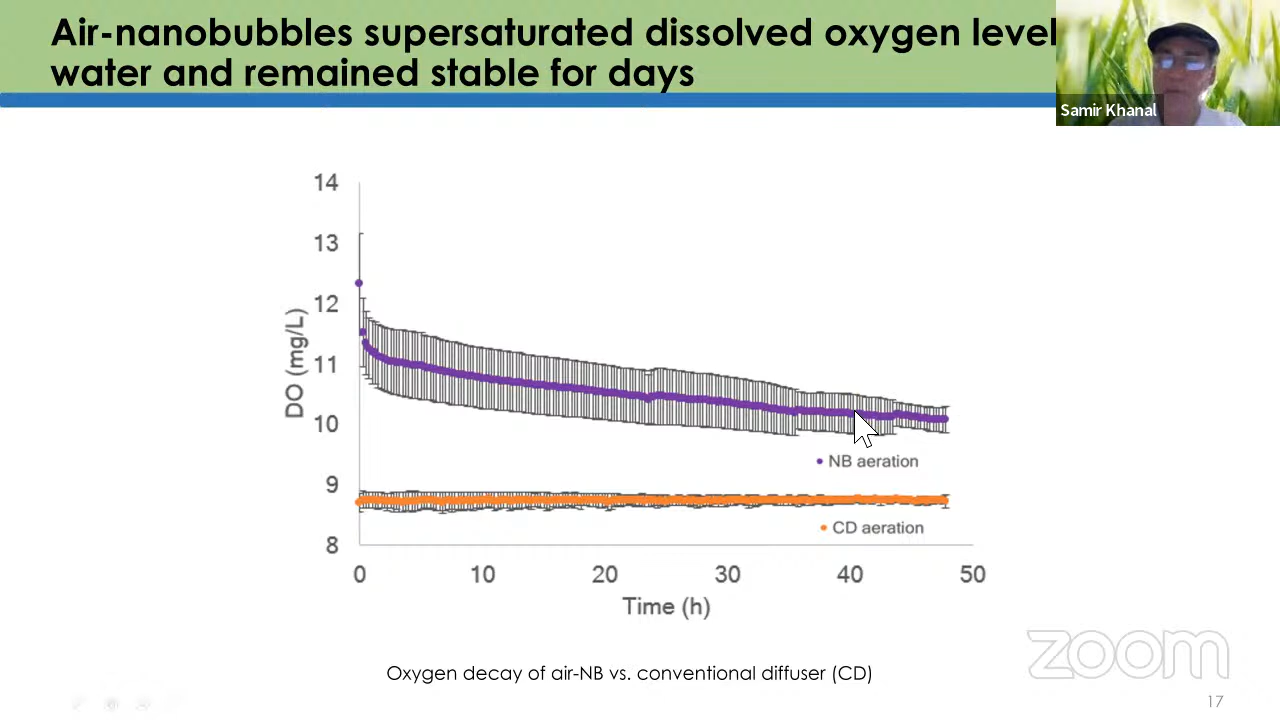 Air-nanobubbles supersaturated dissolved oxygen level
water and remained stable for days
Samir Khanal
14
13
12
11
10
9
8
DO (mg/L)
NB aeration
CD aeration
0 10 20 30 40 50
Time (h)
Oxygen decay of air-NB vs. conventional diffuser (CD)
zoom
17